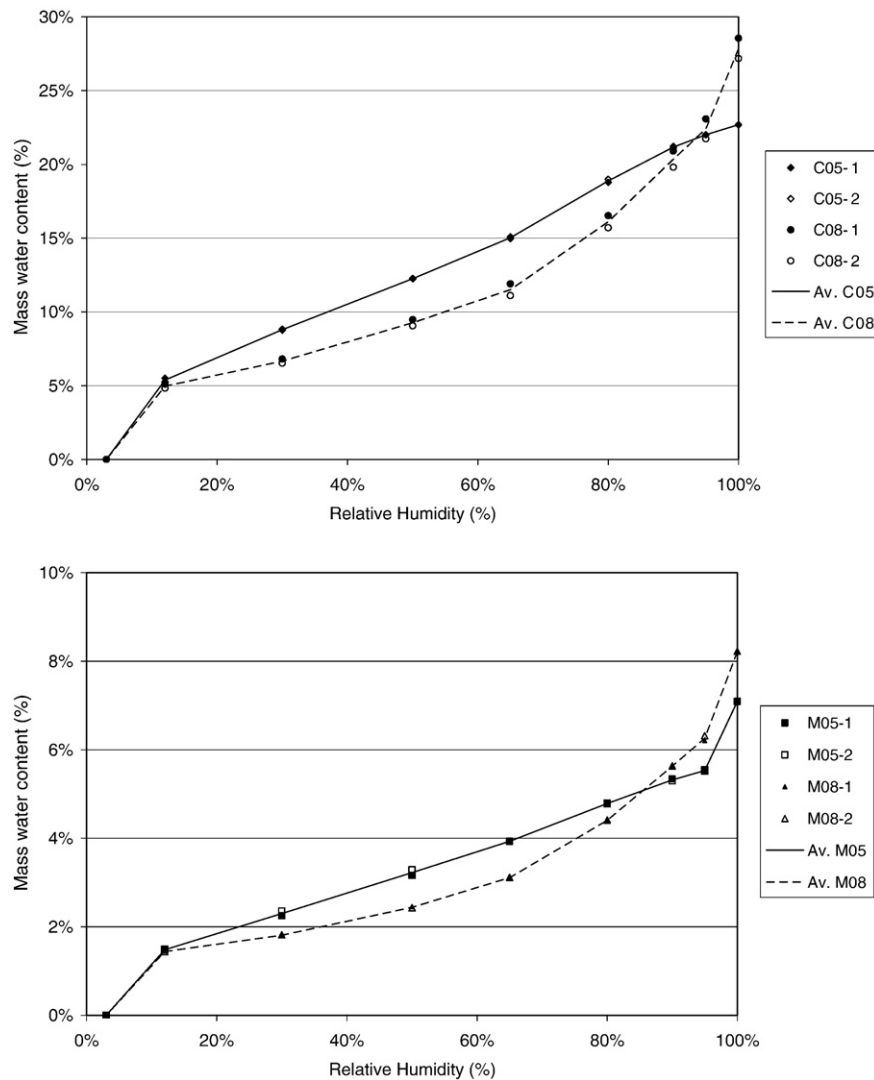 30%
25%
20%
15%
10%
5%
0%
Mass water content (%)
0% 20% 40% 60% 80% 100%
Relative Humidity (%)
C05-1
C05-2
C08-1
C08-2
Av. C05
Av. C08
10%
8%
6%
4%
2%
0%
Mass water content (%)
0% 20% 40% 60% 80% 100%
Relative Humidity (%)
M05-1
M05-2
M08-1
M08-2
Av. M05
Av. M08